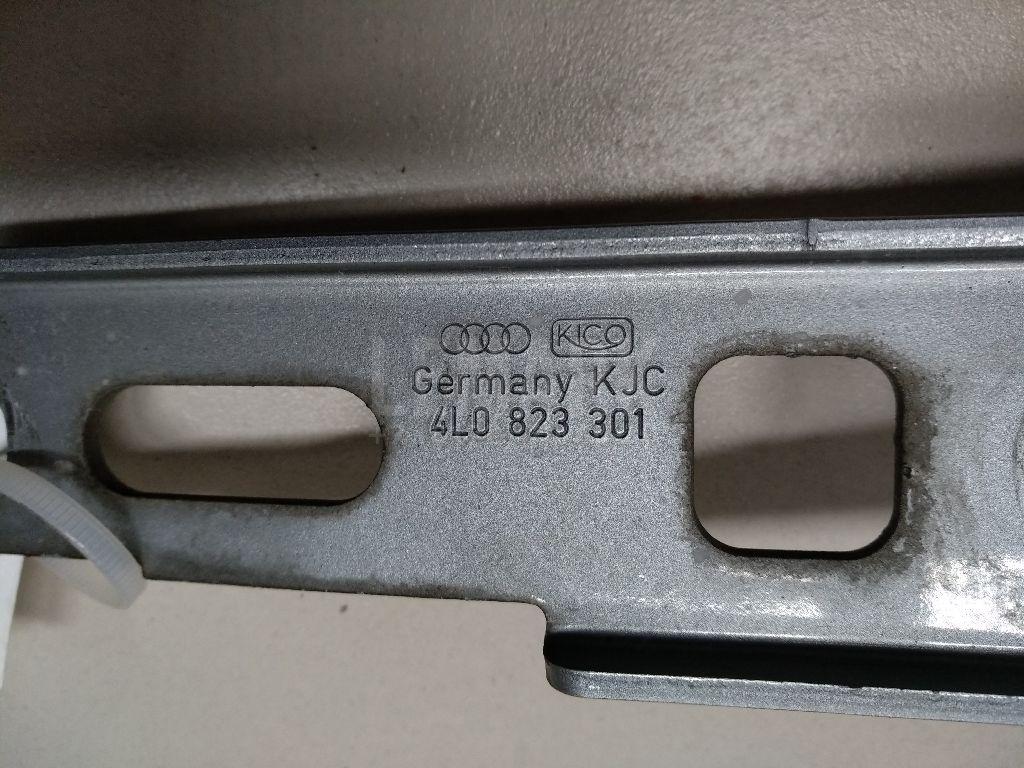 KICO
Germany KJC
4L0 823 301